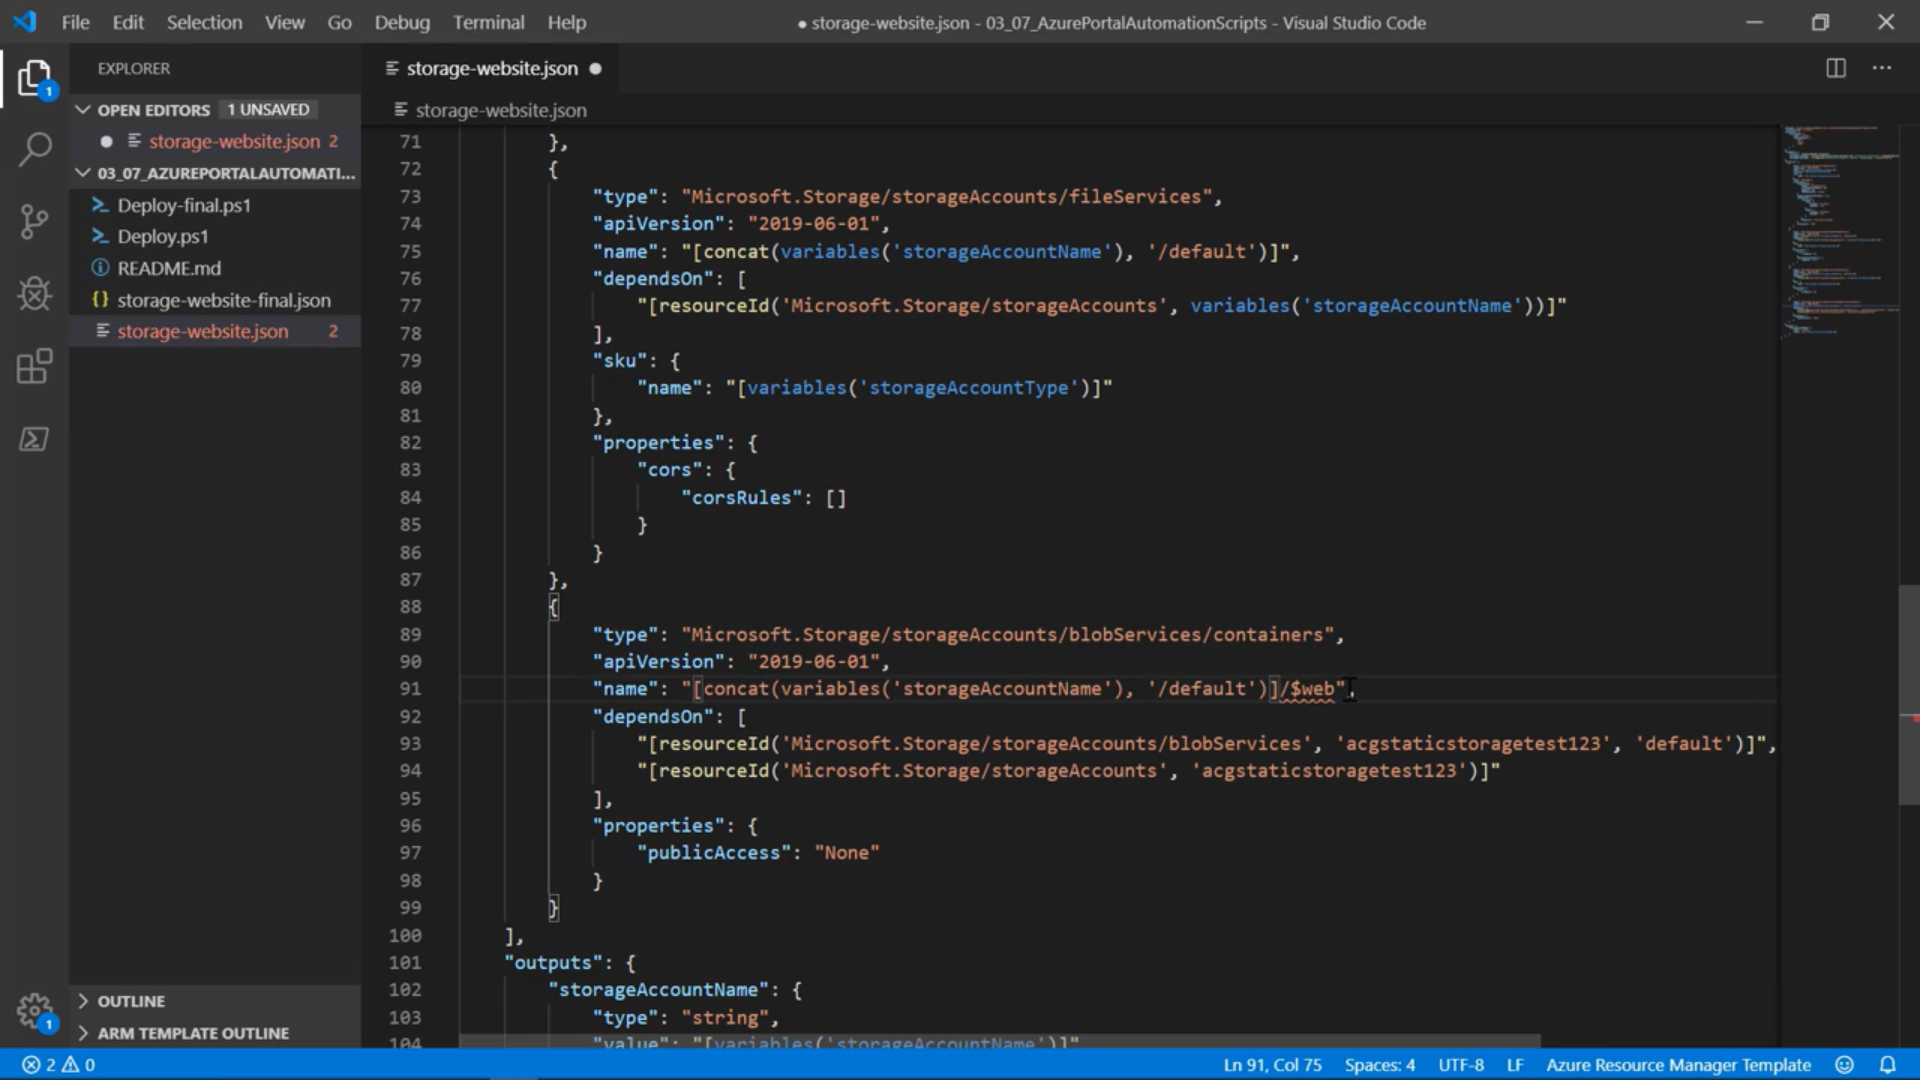 File Edit Selection View Go Debug Terminal Help
● storage-website.json - 03_07_AzurePortalAutomationScripts - Visual Studio Code
EXPLORER
OPEN EDITORS 1 UNSAVED
storage-website.json 2
03_07_AZUREPORTALAUTOMATI...
Deploy-final.ps1
Deploy.ps1
README.md
storage-website-final.json
storage-website.json 2
OUTLINE
ARM TEMPLATE OUTLINE
1
1
storage-website.json ●
storage-website.json
71 },
72 {
73 "type": "Microsoft.Storage/storageAccounts/fileServices",
74 "apiVersion": "2019-06-01",
75 "name": "[concat(variables('storageAccountName'), '/default')]",
76 "dependsOn": [
77 "[resourceId('Microsoft.Storage/storageAccounts', variables('storageAccountName'))]"
78 ],
79 "sku": {
80 "name": "[variables('storageAccountType')]"
81 },
82 "properties": {
83 "cors": {
84 "corsRules": []
85 }
86 }
87 },
88 {
89 "type": "Microsoft.Storage/storageAccounts/blobServices/containers",
90 "apiVersion": "2019-06-01",
91 "name": "[concat(variables('storageAccountName'), '/default')]/$web",
92 "dependsOn": [
93 "[resourceId('Microsoft.Storage/storageAccounts/blobServices', 'acgstaticstoragetest123', 'default')]",
94 "[resourceId('Microsoft.Storage/storageAccounts', 'acgstaticstoragetest123')]"
95 ],
96 "properties": {
97 "publicAccess": "None"
98 }
99 }
100 ],
101 "outputs": {
102 "storageAccountName": {
103 "type": "string",
104 "value": "[variables('storageAccountName')]"
2 0
Ln 91, Col 75 Spaces: 4 UTF-8 LF Azure Resource Manager Template